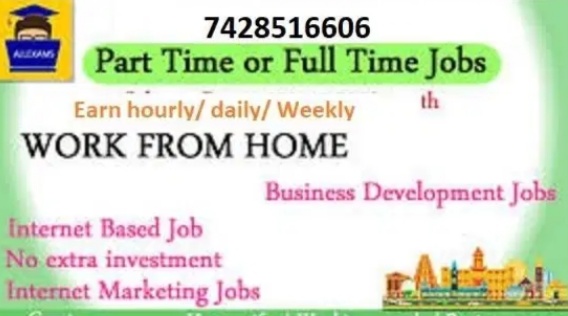 7428516606
ALLEXAMS
Part Time or Full Time Jobs
th
Earn hourly/ daily/ Weekly
WORK FROM HOME
Business Development Jobs
Internet Based Job
No extra investment
Internet Marketing Jobs